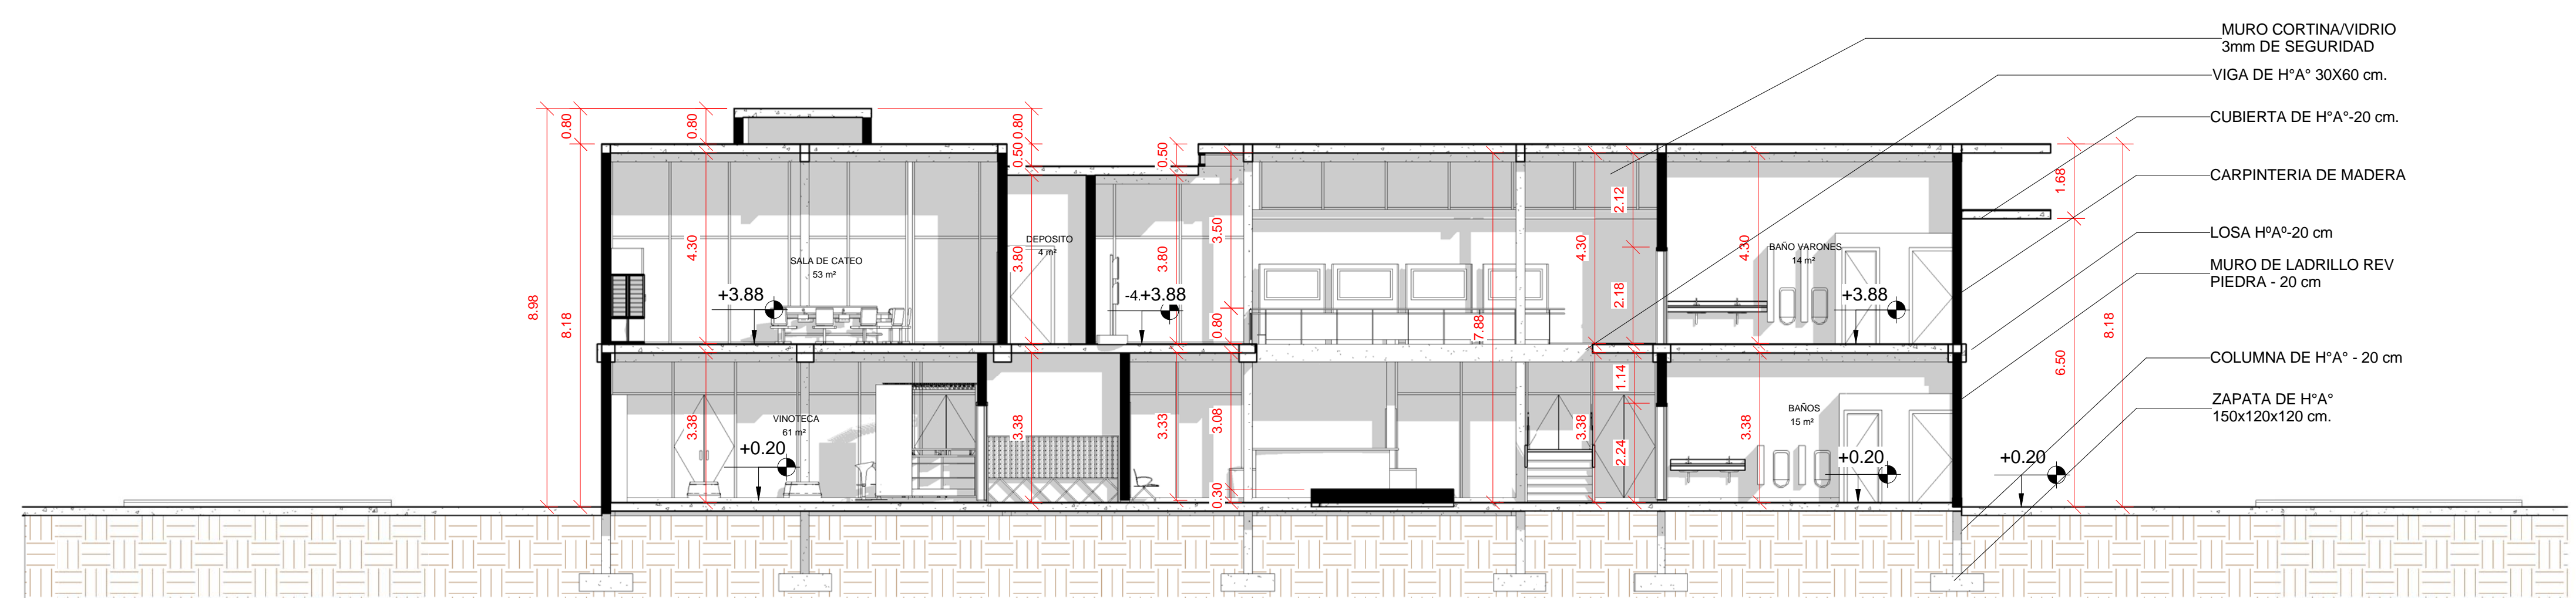 MURO CORTINA/VIDRIO
3mm DE SEGURIDAD
VIGA DE H°A° 30X60 cm.
CUBIERTA DE H°A°-20 cm.
CARPINTERIA DE MADERA
LOSA HºAº-20 cm
MURO DE LADRILLO REV
PIEDRA - 20 cm
COLUMNA DE H°A° - 20 cm
ZAPATA DE H°A°
150x120x120 cm.
0.80
0.80
0.80
0.50
0.50
8.98
8.18
4.30
SALA DE CATEO
53 m²
+3.88
DEPOSITO
4 m²
3.80
3.80
3.50
0.80
-4.
+3.88
7.88
4.30
2.12
2.18
4.30
BAÑO VARONES
14 m²
+3.88
1.68
6.50
8.18
3.38
VINOTECA
61 m²
+0.20
3.38
3.33
3.08
0.30
3.38
1.14
2.24
3.38
BAÑOS
15 m²
+0.20
+0.20